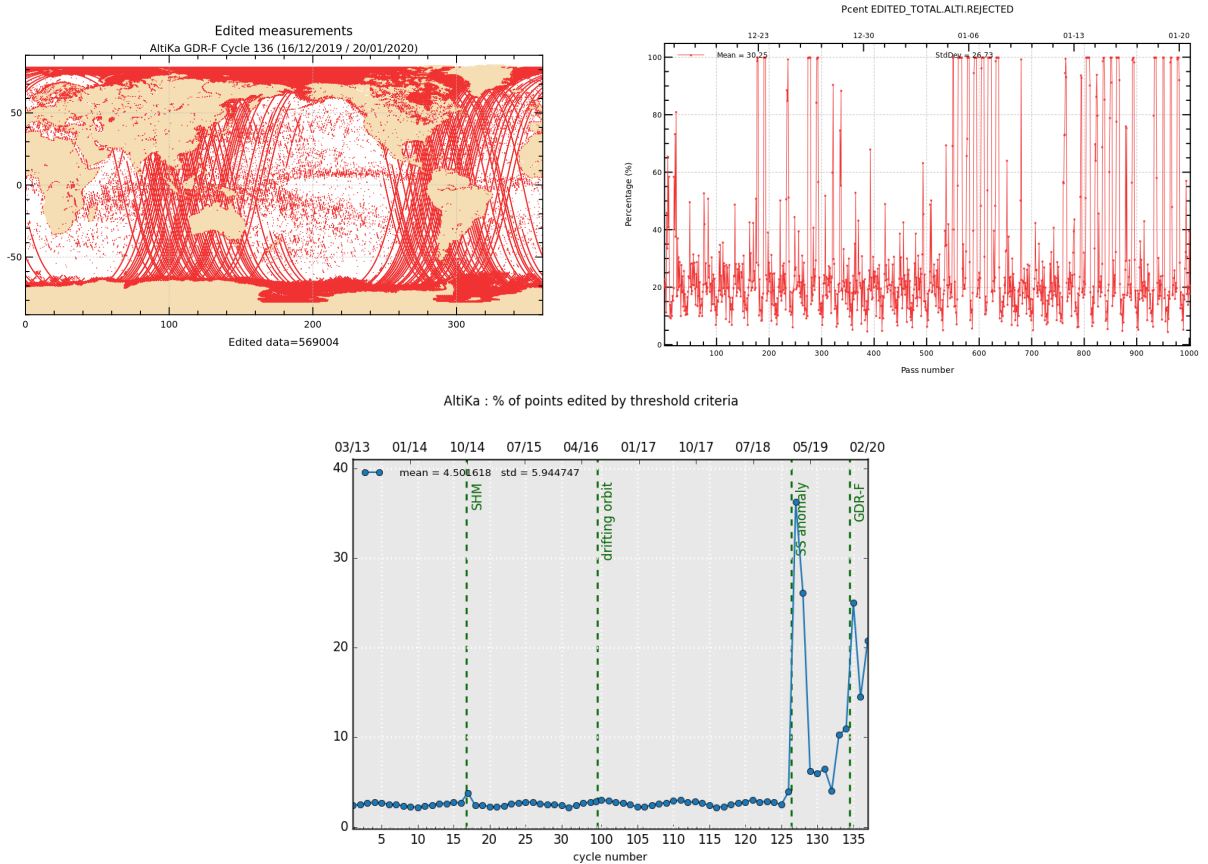 Edited measurements
AltiKa GDR-F Cycle 136 (16/12/2019 / 20/01/2020)
50
0
-50
0 100 200 300
Edited data=569004
Pcent EDITED_TOTAL.ALTI.REJECTED
12-23 12-30 01-06 01-13 01-20
Mean = 30.25 StdDev = 26.73
100
80
60
40
20
0
Percentage (%)
100 200 300 400 500 600 700 800 900 1000
Pass number
AltiKa : % of points edited by threshold criteria
03/13 01/14 10/14 07/15 04/16 01/17 10/17 07/18 05/19 02/20
mean = 4.501618 std = 5.944747
SHM
drifting orbit
SS anomaly
GDR-F
40
30
20
10
0
5 10 15 20 25 30 100 105 110 115 120 125 130 135
cycle number